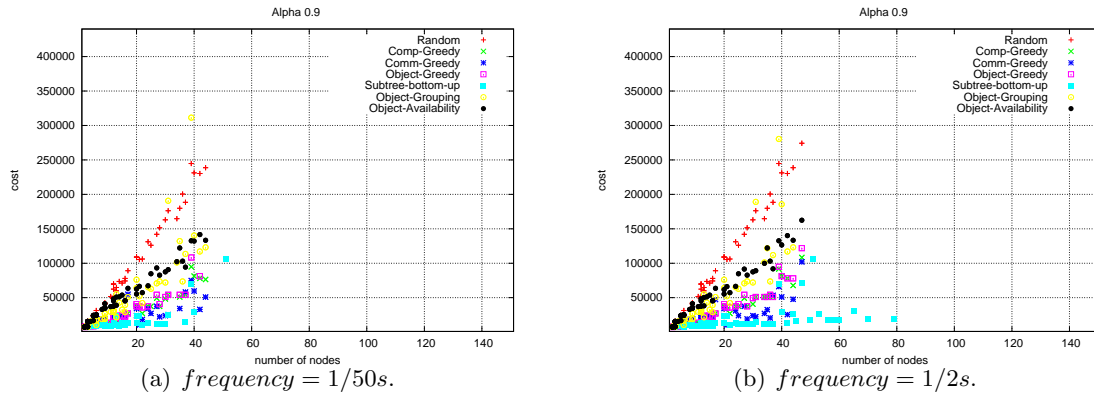 Alpha 0.9
Random
Comp-Greedy
Comm-Greedy
Object-Greedy
Subtree-bottom-up
Object-Grouping
Object-Availability
400000
350000
300000
250000
200000
150000
100000
50000
cost
20 40 60 80 100 120 140
number of nodes
(a) frequency = 1/50s.
Alpha 0.9
Random
Comp-Greedy
Comm-Greedy
Object-Greedy
Subtree-bottom-up
Object-Grouping
Object-Availability
400000
350000
300000
250000
200000
150000
100000
50000
cost
20 40 60 80 100 120 140
number of nodes
(b) frequency = 1/2s.